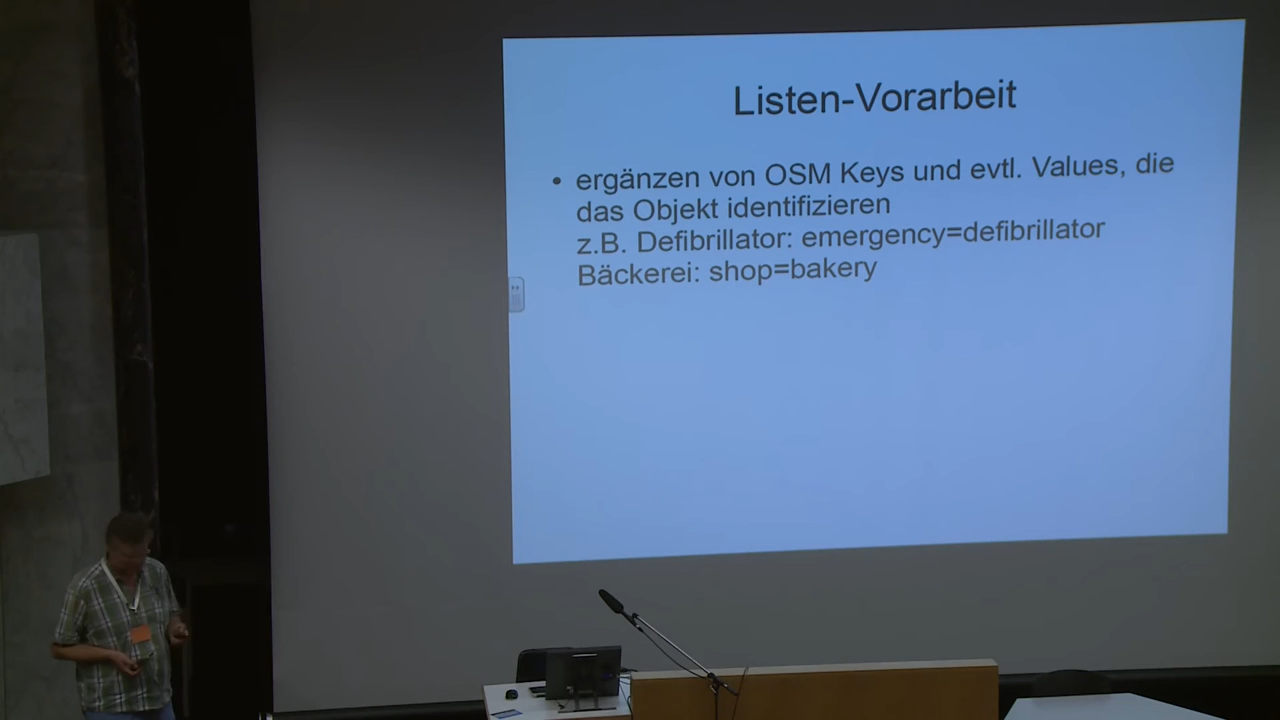 Listen-Vorarbeit
• ergänzen von OSM Keys und evtl. Values, die
das Objekt identifizieren
z.B. Defibrillator: emergency=defibrillator
Bäckerei: shop=bakery